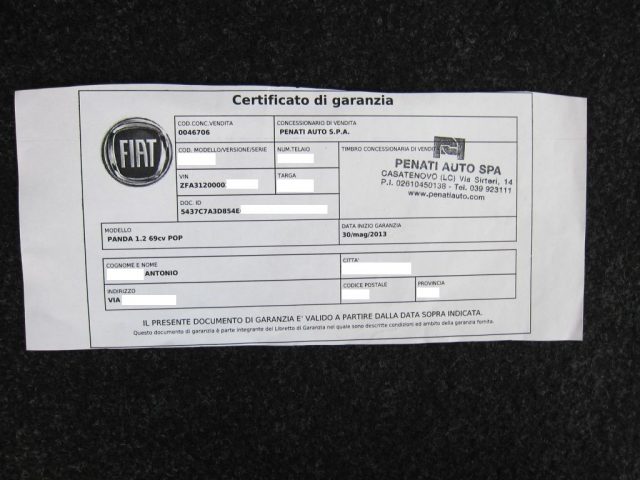 Certificato di garanzia
FIAT
COD.CONC.VENDITA
0046706
CONCESSIONARIO DI VENDITA
PENATI AUTO S.P.A.
COD. MODELLO/VERSIONE/SERIE
NUM.TELAIO
TIMBRO CONCESSIONARIA DI VENDITA
PENATI AUTO SPA
CASATENOVO (LC) Via Sirtori, 14
P.I. 02610450138 - Tel. 039 923111
www.penatiauto.com
VIN
ZFA3120000
TARGA
DOC. ID
5437C7A3D854E
MODELLO
PANDA 1.2 69cv POP
DATA INIZIO GARANZIA
30/mag/2013
COGNOME E NOME
ANTONIO
CITTA'
INDIRIZZO
VIA
CODICE POSTALE
PROVINCIA
IL PRESENTE DOCUMENTO DI GARANZIA E' VALIDO A PARTIRE DALLA DATA SOPRA INDICATA.
Questo documento di garanzia è parte integrante del Libretto di Garanzia nel quale sono descritte condizioni ed ambito della garanzia fornita.